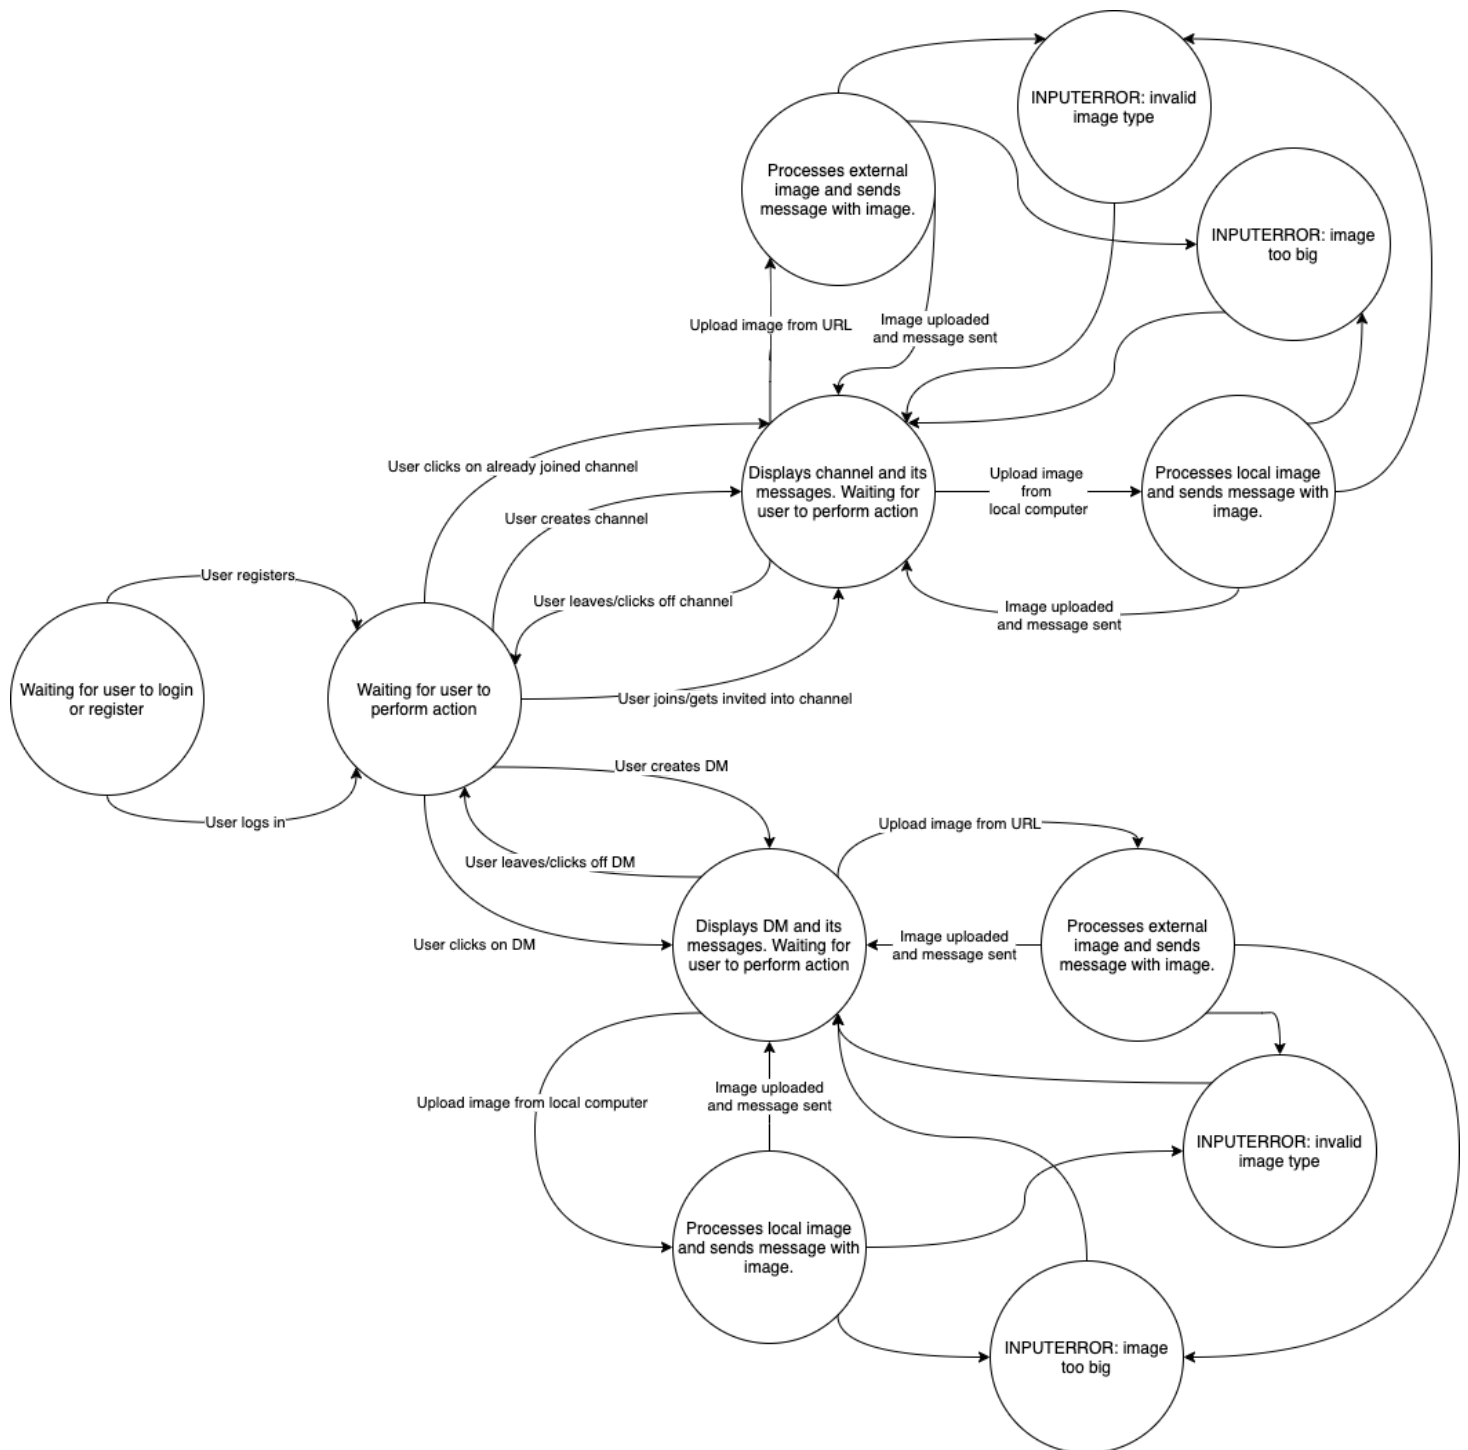 INPUTERROR: invalid
image type
Processes external
image and sends
message with image.
INPUTERROR: image
too big
Upload image from URL
Image uploaded
and message sent
User clicks on already joined channel
Displays channel and its
messages. Waiting for
user to perform action
Upload image
from
local computer
Processes local image
and sends message with
image.
User creates channel
User registers
User leaves/clicks off channel
Image uploaded
and message sent
Waiting for user to login
or register
Waiting for user to
perform action
User joins/gets invited into channel
User creates DM
User logs in
Upload image from URL
User leaves/clicks off DM
User clicks on DM
Displays DM and its
messages. Waiting for
user to perform action
Image uploaded
and message sent
Processes external
image and sends
message with image.
Upload image from local computer
Image uploaded
and message sent
INPUTERROR: invalid
image type
Processes local image
and sends message with
image.
INPUTERROR: image
too big